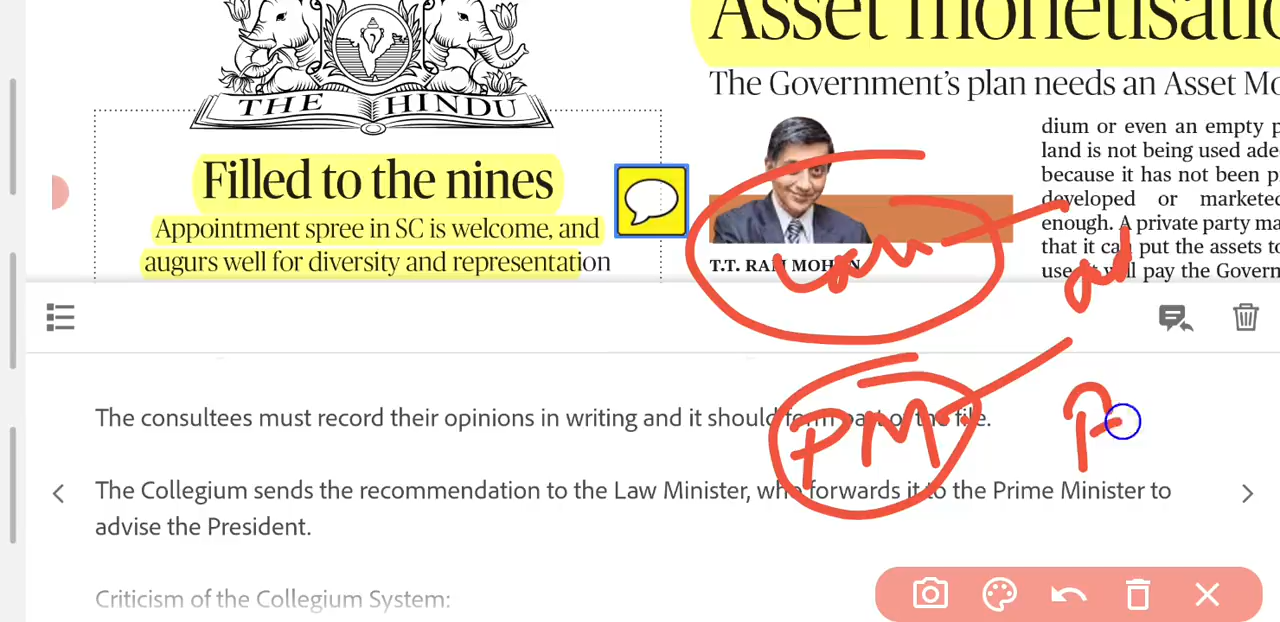 Asset monetisatio
The Government's plan needs an Asset Mo
THE HINDU
Filled to the nines
Appointment spree in SC is welcome, and
augurs well for diversity and representation
T.T. RAM MOHAN
dium or even an empty p
land is not being used ade
because it has not been p
developed or marketed
enough. A private party ma
that it can put the assets to
use. It will pay the Govern
Law
ad
PM
The consultees must record their opinions in writing and it should form part of the file.
The Collegium sends the recommendation to the Law Minister, who forwards it to the Prime Minister to
advise the President.
Criticism of the Collegium System: